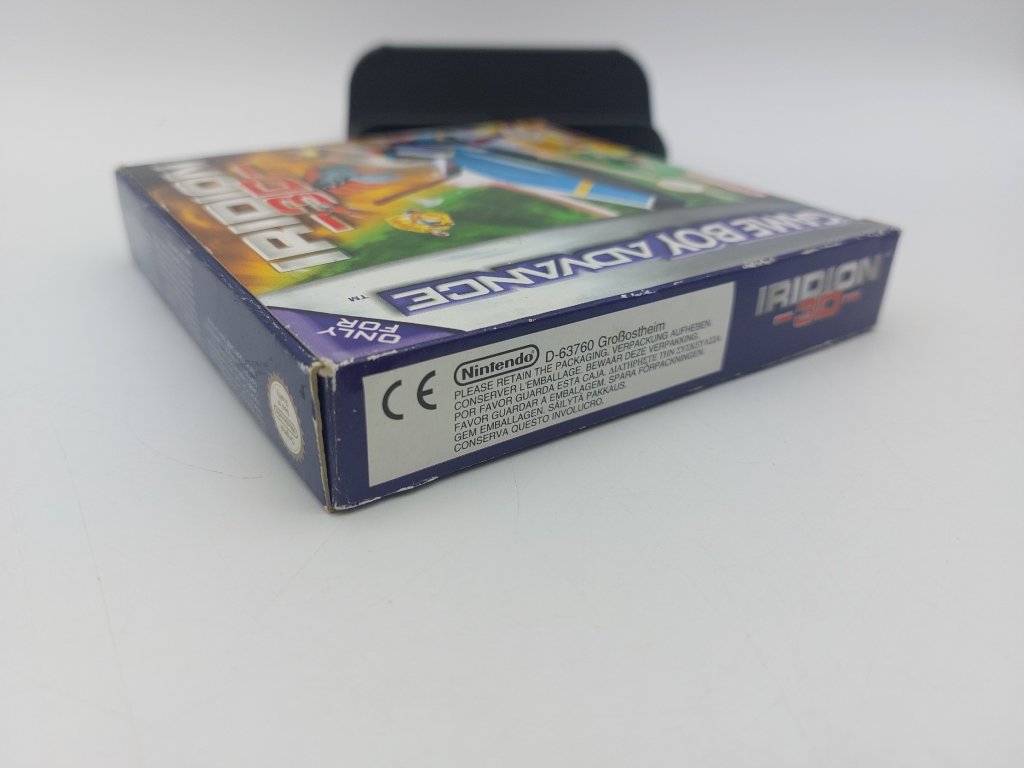 IRIDION
-3D-
GAME BOY ADVANCE
TM
ONLY
FOR
CE
Nintendo® D-63760 Großostheim
PLEASE RETAIN THE PACKAGING. VERPACKUNG AUFHEBEN.
CONSERVER L'EMBALLAGE. BEWAAR DEZE VERPAKKING.
POR FAVOR GUARDA ESTA CAJA. ΔΙΑΤΗΡΗΣΤΕ ΤΗΝ ΣΥΣΚΕΥΑΣΙΑ.
FAVOR GUARDAR A EMBALAGEM. SPARA FÖRPACKNINGEN.
GEM EMBALLAGEN. SÄILYTÄ PAKKAUS.
CONSERVA QUESTO INVOLUCRO.
IRIDION™
-3D-